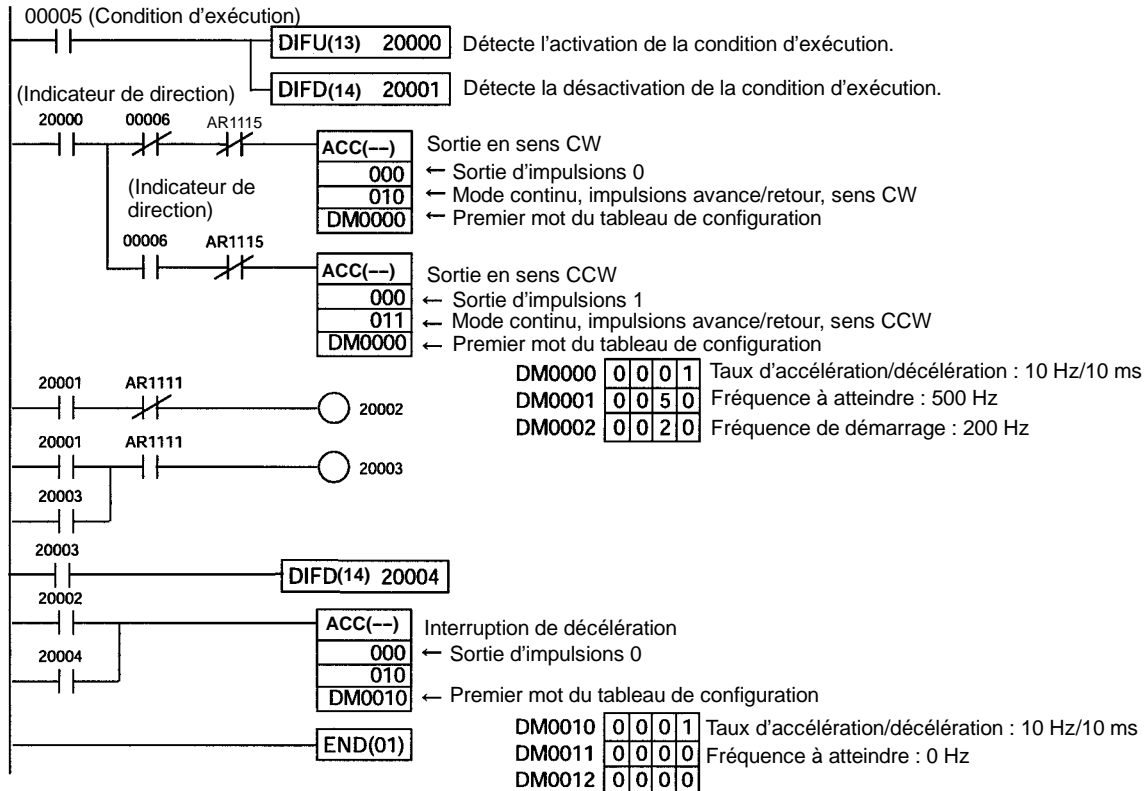 00005 (Condition d'exécution)
DIFU(13) 20000 Détecte l'activation de la condition d'exécution.
DIFD(14) 20001 Détecte la désactivation de la condition d'exécution.
(Indicateur de direction)
20000 00006 AR1115
ACC(--) Sortie en sens CW
000 ← Sortie d'impulsions 0
010 ← Mode continu, impulsions avance/retour, sens CW
DM0000 ← Premier mot du tableau de configuration
(Indicateur de
direction)
00006 AR1115
ACC(--) Sortie en sens CCW
000 ← Sortie d'impulsions 1
011 ← Mode continu, impulsions avance/retour, sens CCW
DM0000 ← Premier mot du tableau de configuration
DM0000 0 0 0 1 Taux d'accélération/décélération : 10 Hz/10 ms
DM0001 0 0 5 0 Fréquence à atteindre : 500 Hz
DM0002 0 0 2 0 Fréquence de démarrage : 200 Hz
20001 AR1111
20002
20001 AR1111
20003
20003
20003
DIFD(14) 20004
20002
ACC(--) Interruption de décélération
20004
000 ← Sortie d'impulsions 0
010
DM0010 ← Premier mot du tableau de configuration
DM0010 0 0 0 1 Taux d'accélération/décélération : 10 Hz/10 ms
DM0011 0 0 0 0 Fréquence à atteindre : 0 Hz
DM0012 0 0 0 0
END(01)